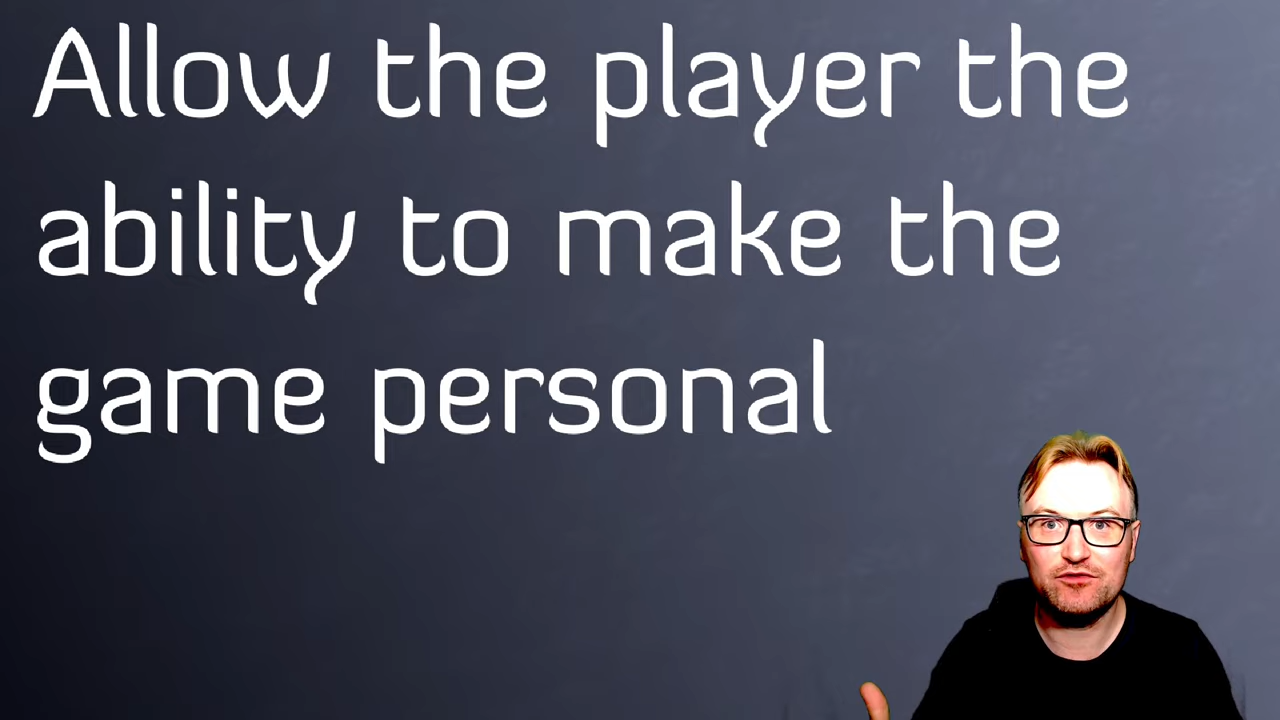 Allow the player the
ability to make the
game personal